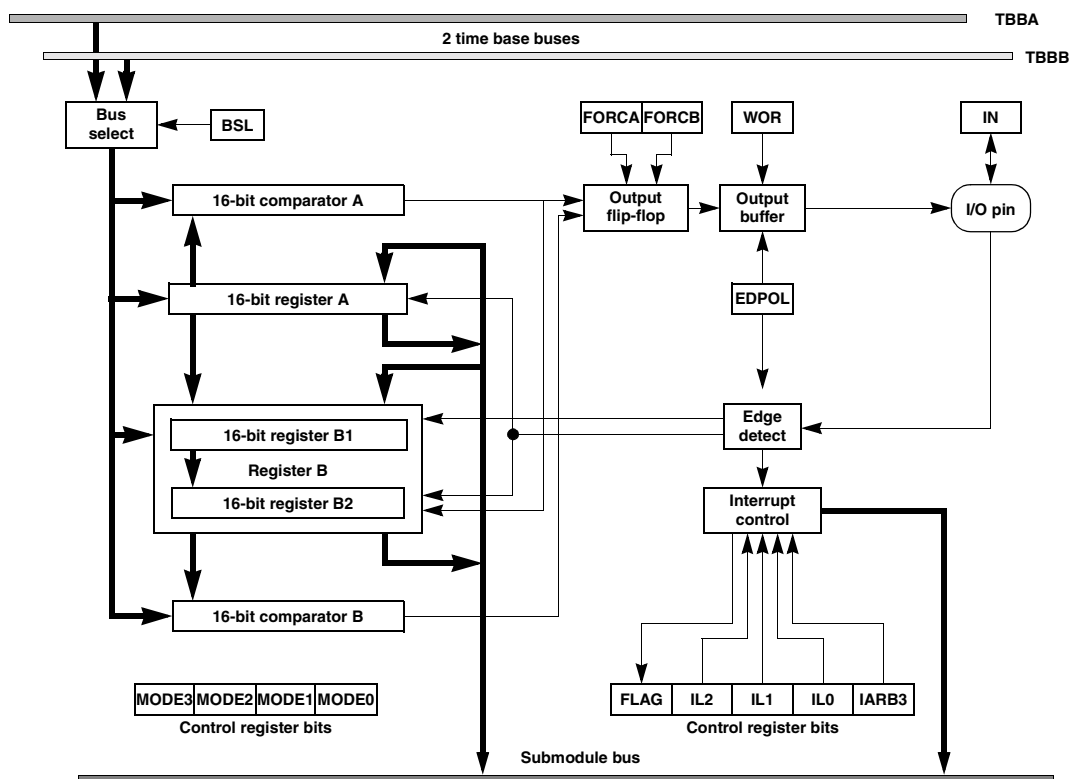 TBBA
2 time base buses
TBBB
Bus
select
BSL
FORCA FORCB
WOR
IN
16-bit comparator A
Output
flip-flop
Output
buffer
I/O pin
16-bit register A
EDPOL
16-bit register B1
Register B
16-bit register B2
Edge
detect
Interrupt
control
16-bit comparator B
MODE3 MODE2 MODE1 MODE0
Control register bits
FLAG IL2 IL1 IL0 IARB3
Control register bits
Submodule bus